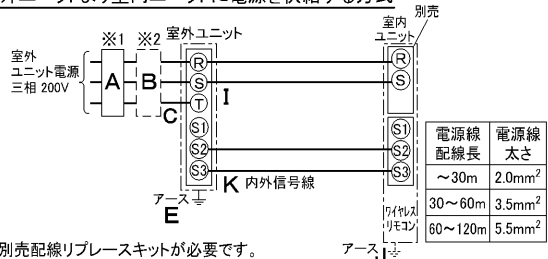 外ユニットより室内ユニットに電源を供給する方式
別売
※1
※2
室外ユニット
室内
ユニット
室外
ユニット電源
三相 200V
A
B
C
R
S
T
S1
S2
S3
I
K 内外信号線
アース
E
R
S
S1
S2
S3
ワイヤレス
リモコン
アース
J
電源線 配線長 電源線 太さ
~30m 2.0mm²
30~60m 3.5mm²
60~120m 5.5mm²
別売配線リプレースキットが必要です。